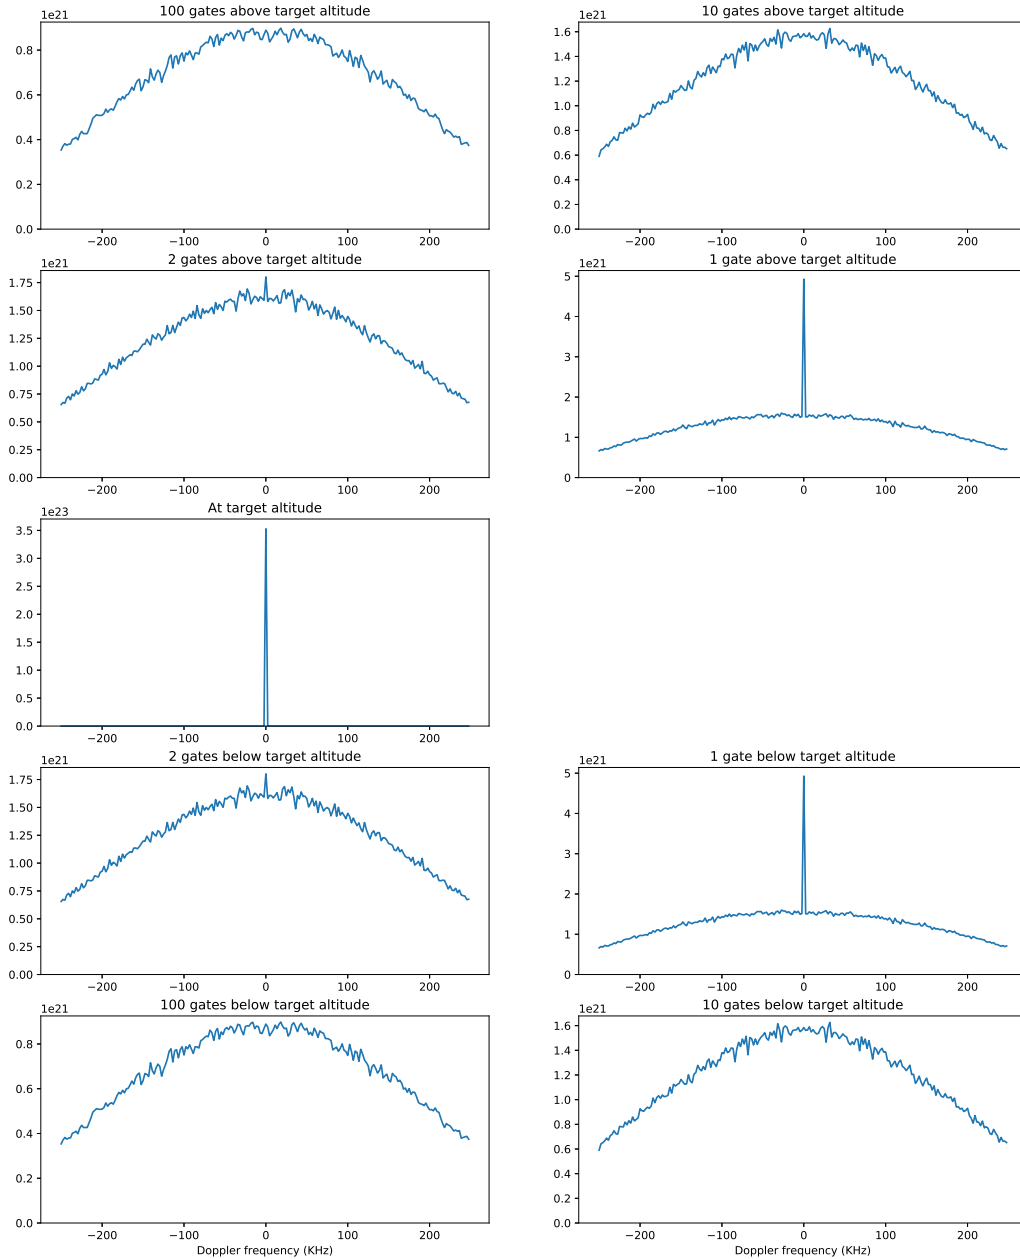 100 gates above target altitude
1e21
0.8
0.6
0.4
0.2
0.0
−200 −100 0 100 200
10 gates above target altitude
1e21
1.6
1.4
1.2
1.0
0.8
0.6
0.4
0.2
0.0
−200 −100 0 100 200
2 gates above target altitude
1e21
1.75
1.50
1.25
1.00
0.75
0.50
0.25
0.00
−200 −100 0 100 200
1 gate above target altitude
1e21
5
4
3
2
1
0
−200 −100 0 100 200
At target altitude
1e23
3.5
3.0
2.5
2.0
1.5
1.0
0.5
0.0
−200 −100 0 100 200
2 gates below target altitude
1e21
1.75
1.50
1.25
1.00
0.75
0.50
0.25
0.00
−200 −100 0 100 200
1 gate below target altitude
1e21
5
4
3
2
1
0
−200 −100 0 100 200
100 gates below target altitude
1e21
0.8
0.6
0.4
0.2
0.0
−200 −100 0 100 200
Doppler frequency (KHz)
10 gates below target altitude
1e21
1.6
1.4
1.2
1.0
0.8
0.6
0.4
0.2
0.0
−200 −100 0 100 200
Doppler frequency (KHz)